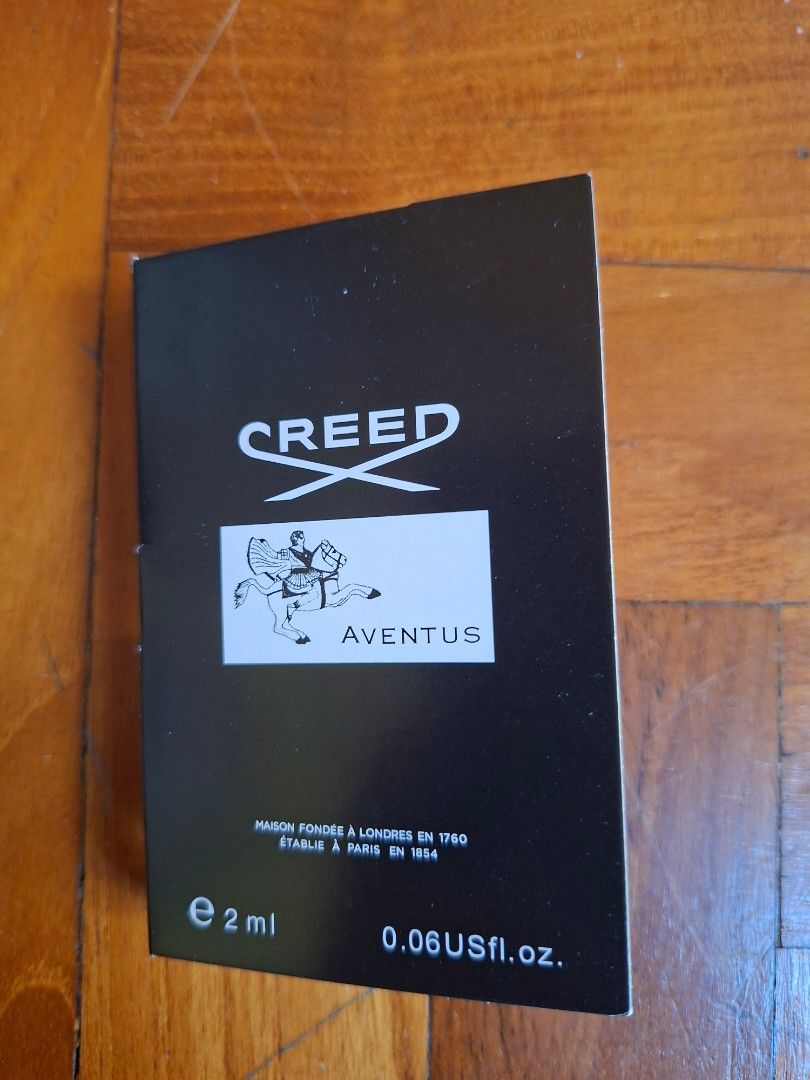 CREED
AVENTUS
MAISON FONDÉE À LONDRES EN 1760
ÉTABLIE À PARIS EN 1854
e 2 ml 0.06USfl.oz.